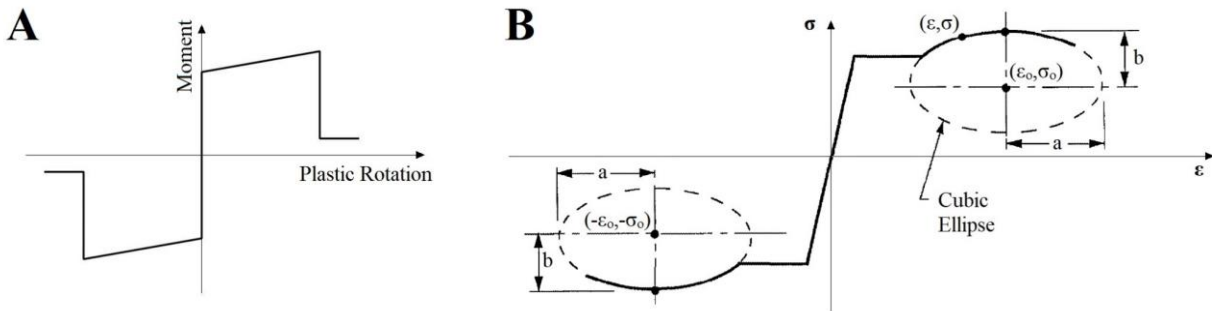 A
Moment
Plastic Rotation
B
σ
(ε,σ)
b
(εₒ,σₒ)
a
ε
Cubic
Ellipse
a
(-εₒ,-σₒ)
b